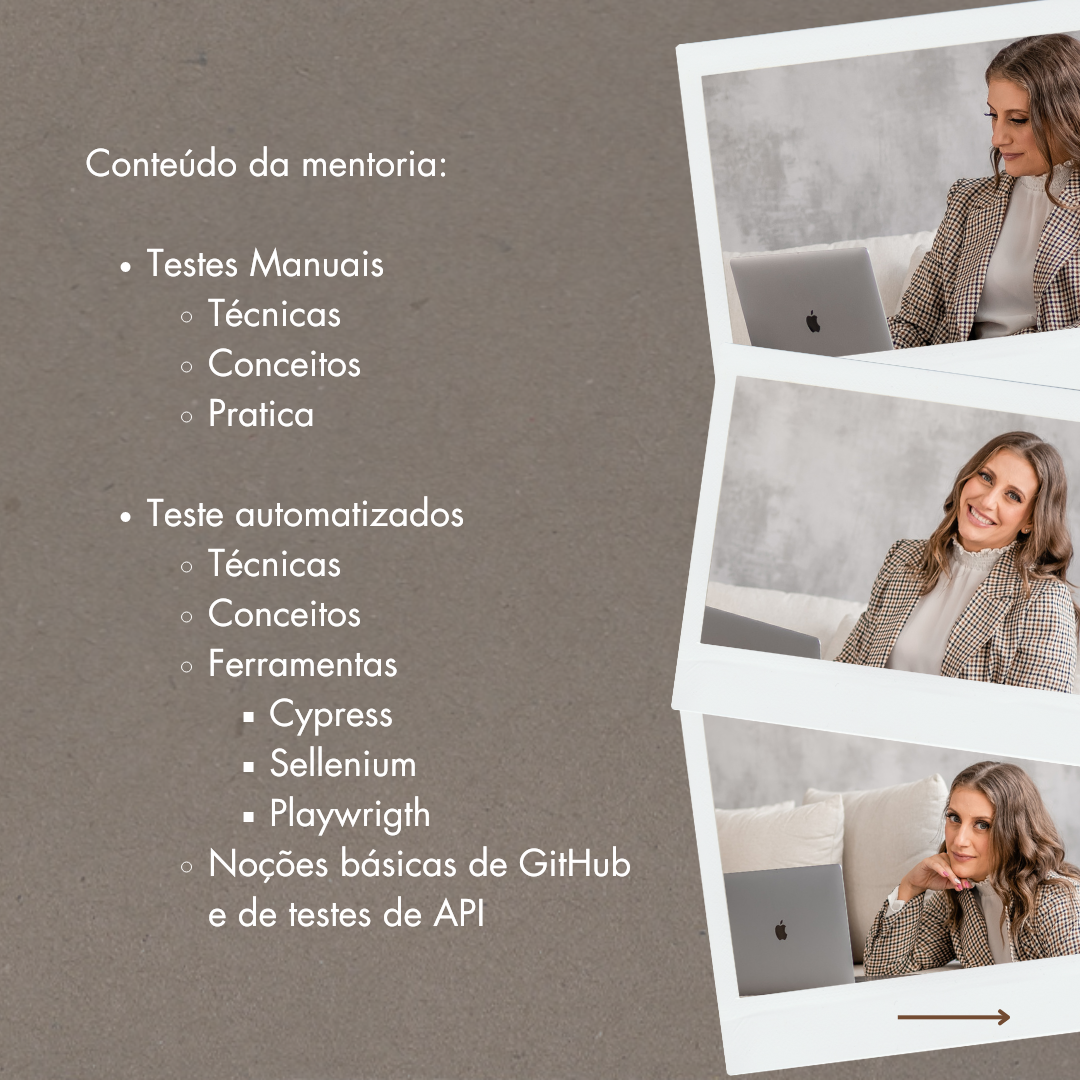 Conteúdo da mentoria:
Testes Manuais
Técnicas
Conceitos
Pratica
Teste automatizados
Técnicas
Conceitos
Ferramentas
Cypress
Sellenium
Playwrigth
Noções básicas de GitHub
e de testes de API